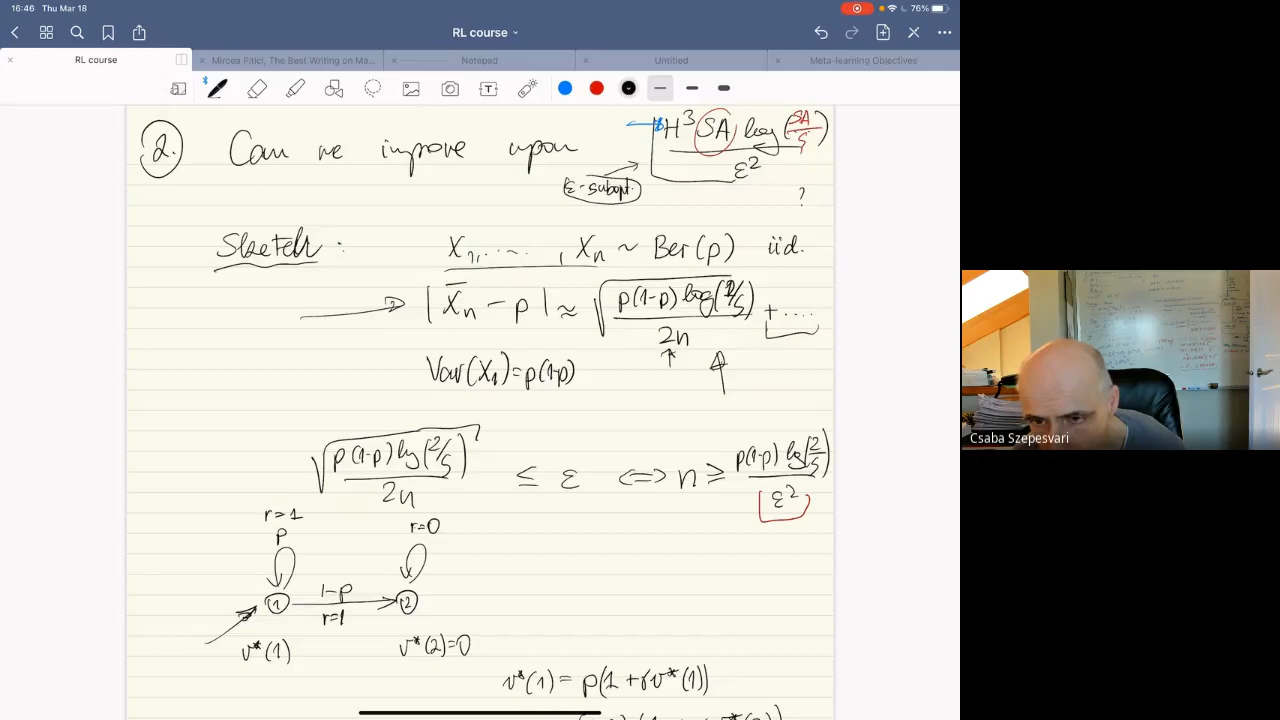 16:46 Thu Mar 18
76%
RL course
RL course
Mircea Pitici, The Best Writing on Ma...
Notepad
Untitled
Meta-learning Objectives
2. Can we improve upon H³ SA log(SA/δ) / ε²
ε-subopt.
?
Sketch: X₁, ..., Xₙ ~ Ber(p) iid.
|X̄ₙ - p| ≈ √(p(1-p) log(2/δ) / 2n) + ....
Var(X₁) = p(1-p)
√(p(1-p) log(2/δ) / 2n) ≤ ε ⇔ n ≥ p(1-p) log(2/δ) / ε²
r=1 r=0
p
1-p
1 2
r=1
v*(1) v*(2)=0
v*(1) = p(1 + γv*(1))
Csaba Szepesvari